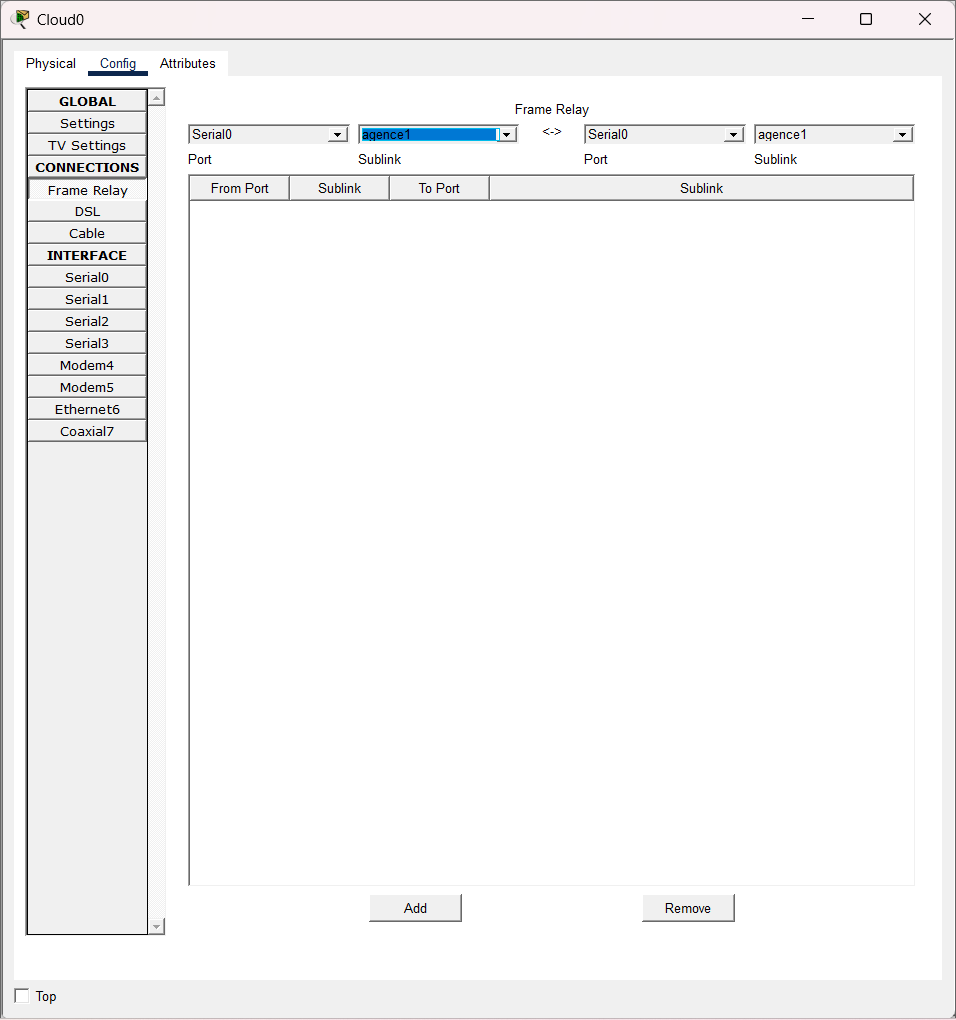 Cloud0
Physical Config Attributes
GLOBAL
Settings
TV Settings
CONNECTIONS
Frame Relay
DSL
Cable
INTERFACE
Serial0
Serial1
Serial2
Serial3
Modem4
Modem5
Ethernet6
Coaxial7
Frame Relay
Serial0 agence1 <-> Serial0 agence1
Port Sublink Port Sublink
From Port Sublink To Port Sublink
Add Remove
Top